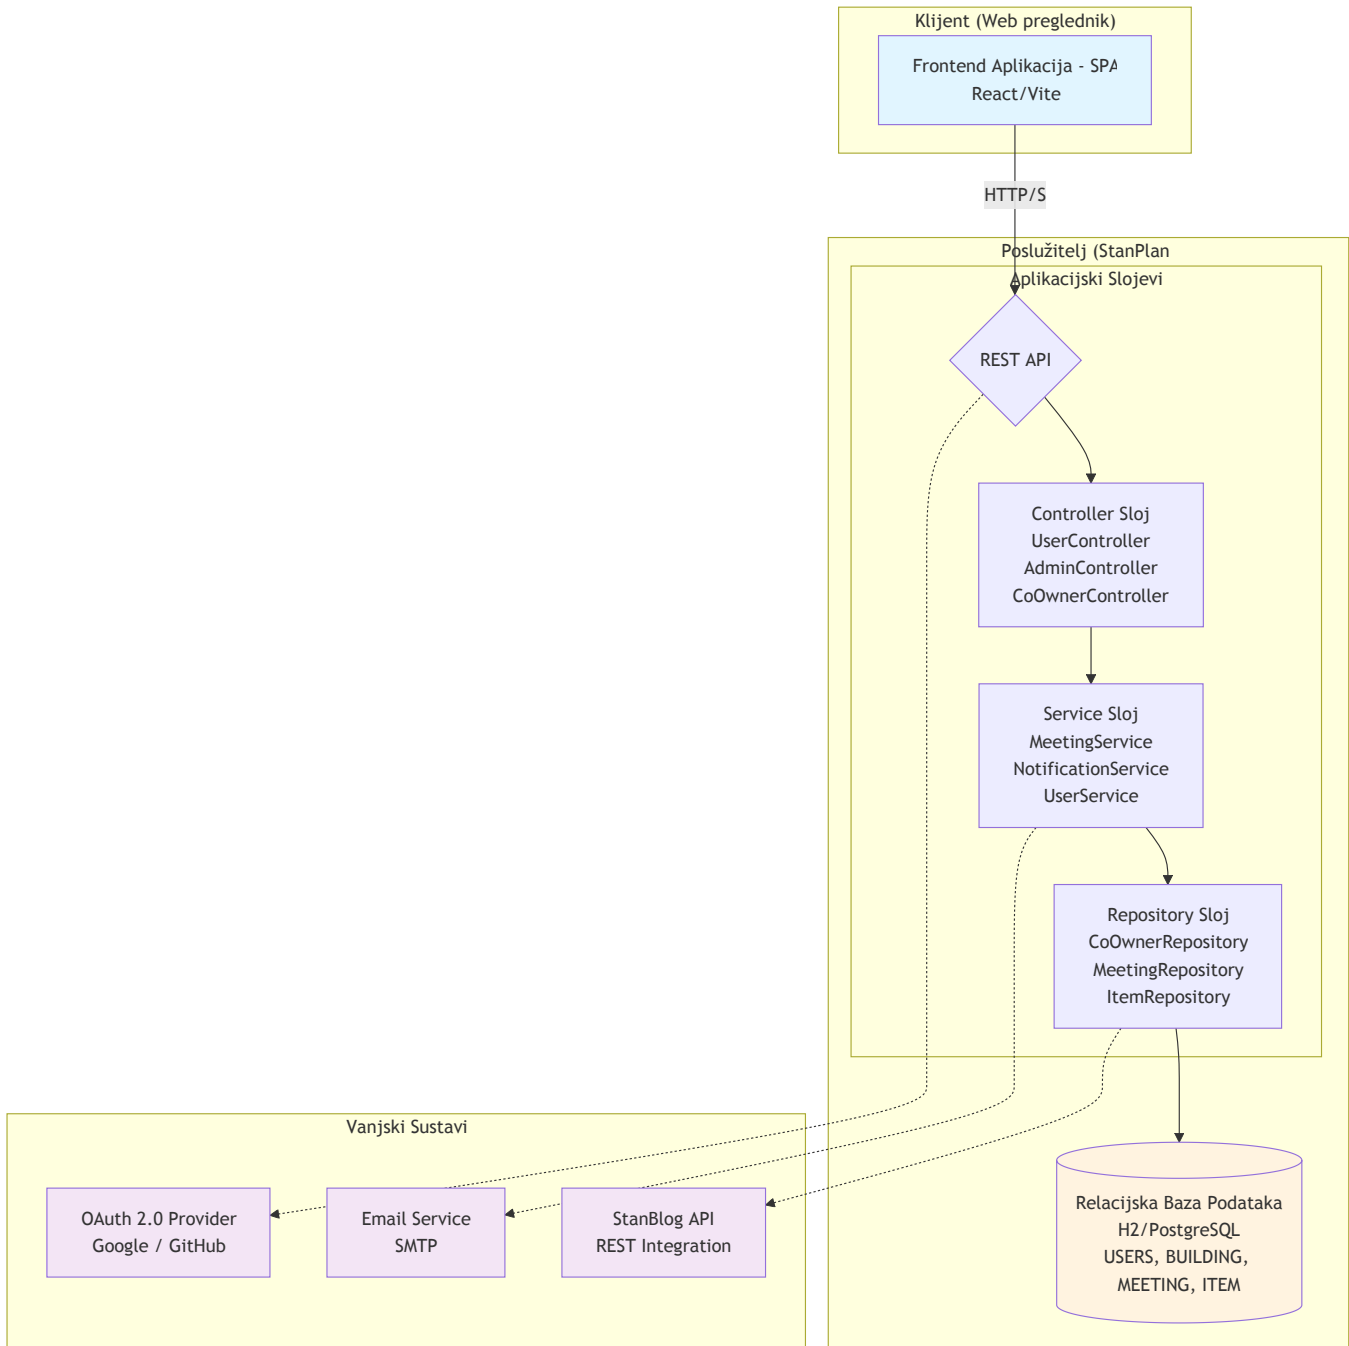 Klijent (Web preglednik)
Frontend Aplikacija - SPA
React/Vite
HTTP/S
Poslužitelj (StanPlan
Aplikacijski Slojevi
REST API
Controller Sloj
UserController
AdminController
CoOwnerController
Service Sloj
MeetingService
NotificationService
UserService
Repository Sloj
CoOwnerRepository
MeetingRepository
ItemRepository
Vanjski Sustavi
OAuth 2.0 Provider
Google / GitHub
Email Service
SMTP
StanBlog API
REST Integration
Relacijska Baza Podataka
H2/PostgreSQL
USERS, BUILDING,
MEETING, ITEM